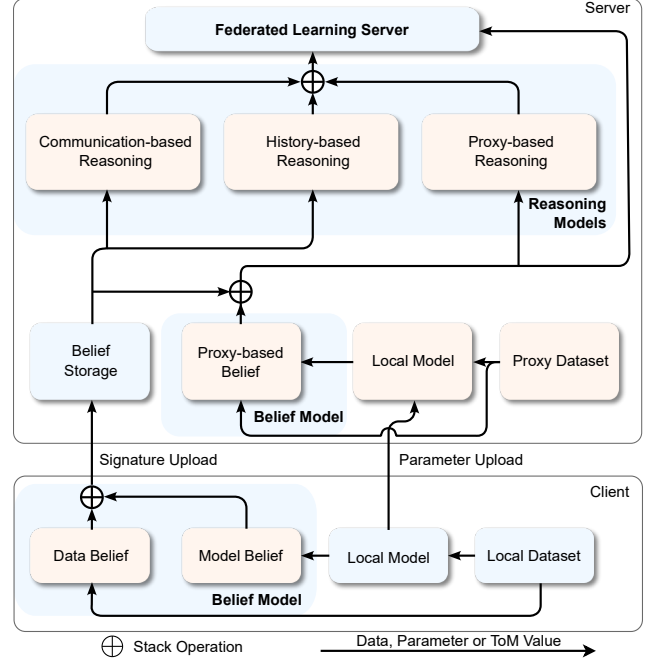 Server
Federated Learning Server
Communication-based
Reasoning
History-based
Reasoning
Proxy-based
Reasoning
Reasoning
Models
Belief
Storage
Proxy-based
Belief
Local Model
Proxy Dataset
Belief Model
Signature Upload
Parameter Upload
Client
Data Belief
Model Belief
Local Model
Local Dataset
Belief Model
Stack Operation
Data, Parameter or ToM Value